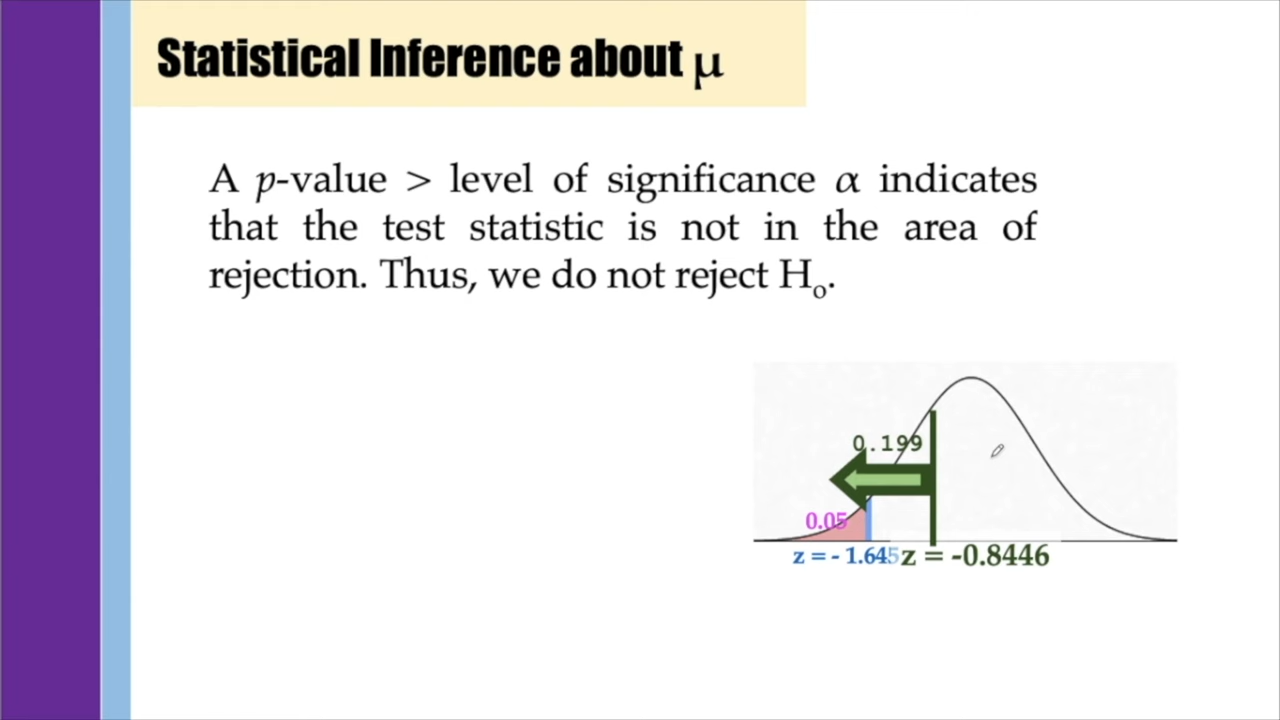 Statistical Inference about μ
A p-value > level of significance α indicates
that the test statistic is not in the area of
rejection. Thus, we do not reject H₀.
0.199
0.05
z = - 1.645
z = -0.8446